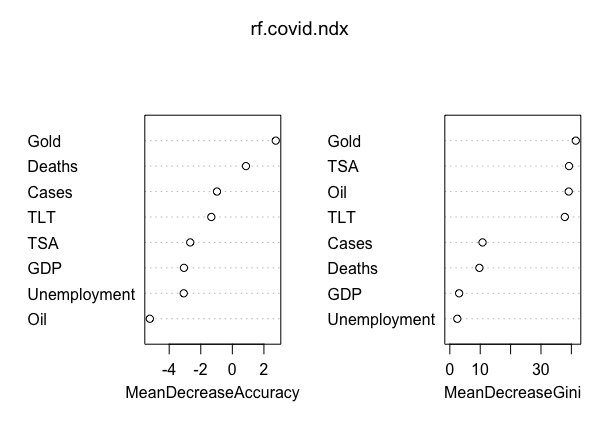 rf.covid.ndx
Gold
Deaths
Cases
TLT
TSA
GDP
Unemployment
Oil
-4 -2 0 2
MeanDecreaseAccuracy
Gold
TSA
Oil
TLT
Cases
Deaths
GDP
Unemployment
0 10 30
MeanDecreaseGini